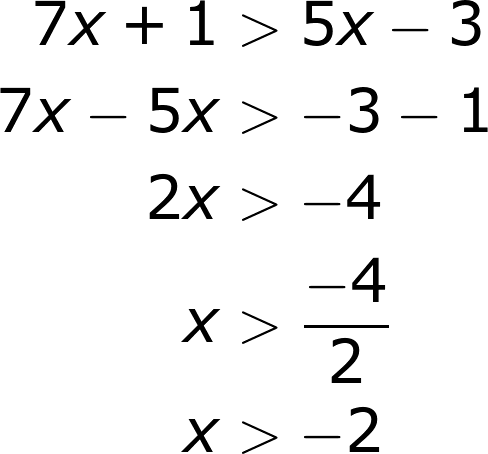 7x + 1 > 5x − 3
7x − 5x > −3 − 1
2x > −4
x > −4/2
x > −2